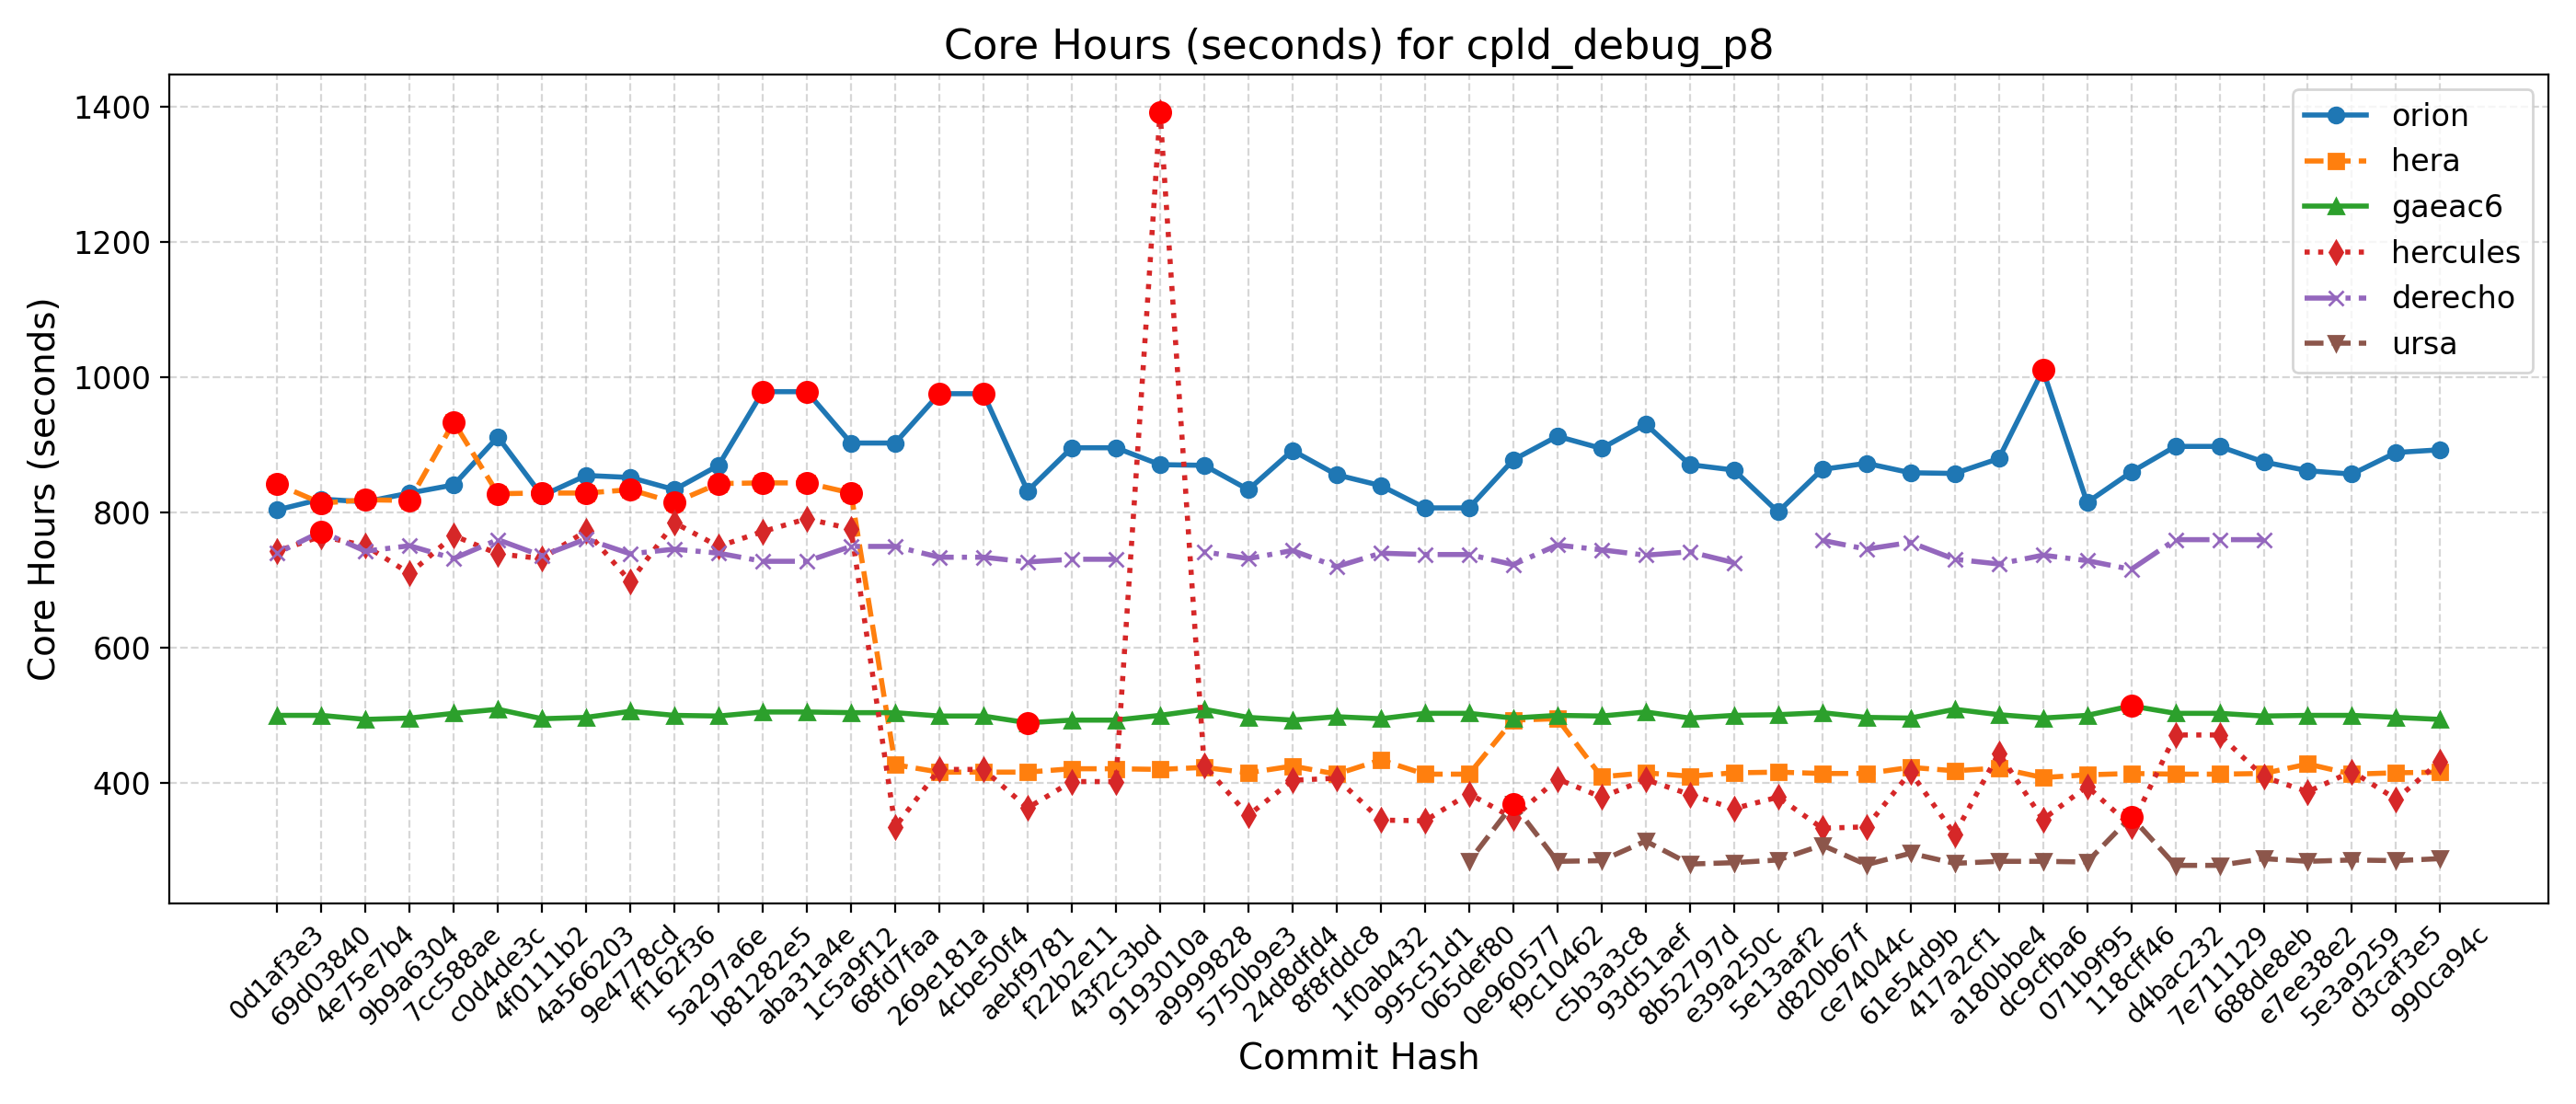 Core Hours (seconds) for cpld_debug_p8
Core Hours (seconds)
1400
1200
1000
800
600
400
orion
hera
gaeac6
hercules
derecho
ursa
0d1af3e3
69d03840
4e75e7b4
9b9a6304
7cc588ae
c0d4de3c
4f0111b2
4a566203
9e4778cd
ff162f36
5a297a6e
b81282e5
aba31a4e
1c5a9f12
68fd7faa
269e181a
4cbe50f4
aebf9781
f22b2e11
43f2c3bd
9193010a
a9999828
5750b9e3
24d8dfd4
8f8fddc8
1f0ab432
995c51d1
065def80
0e960577
f9c10462
c5b3a3c8
93d51aef
8b52797d
e39a250c
5e13aaf2
d820b67f
ce74044c
61e54d9b
417a2cf1
a180bbe4
dc9cfba6
071b9f95
118cff46
d4bac232
7e711129
688de8eb
e7ee38e2
5e3a9259
d3caf3e5
990ca94c
Commit Hash